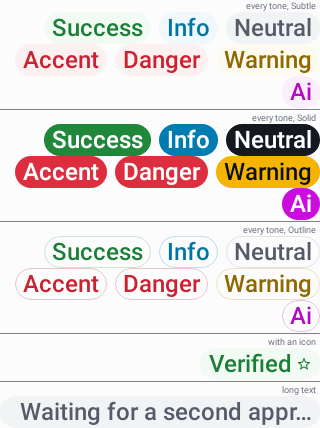 every tone, Subtle
Success Info Neutral
Accent Danger Warning
Ai
every tone, Solid
Success Info Neutral
Accent Danger Warning
Ai
every tone, Outline
Success Info Neutral
Accent Danger Warning
Ai
with an icon
Verified
long text
Waiting for a second appr...